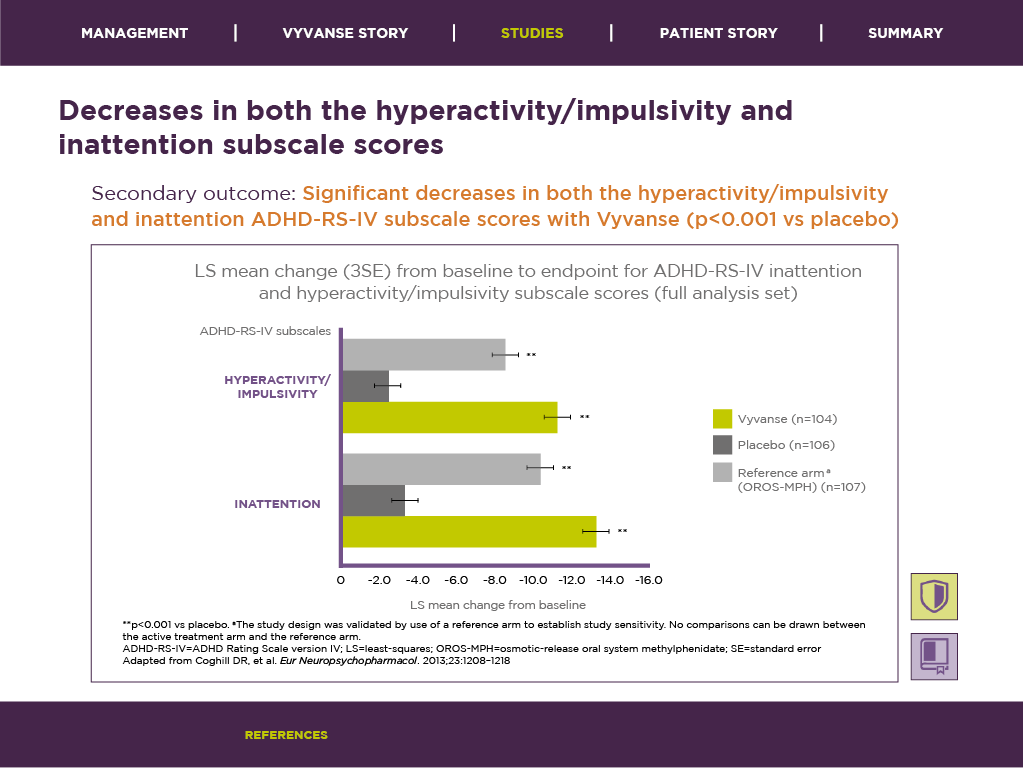 MANAGEMENT | VYVANSE STORY | STUDIES | PATIENT STORY | SUMMARY
Decreases in both the hyperactivity/impulsivity and
inattention subscale scores
Secondary outcome: Significant decreases in both the hyperactivity/impulsivity
and inattention ADHD-RS-IV subscale scores with Vyvanse (p<0.001 vs placebo)
LS mean change (3SE) from baseline to endpoint for ADHD-RS-IV inattention
and hyperactivity/impulsivity subscale scores (full analysis set)
ADHD-RS-IV subscales
**
HYPERACTIVITY/
IMPULSIVITY
**
Vyvanse (n=104)
Placebo (n=106)
Reference armª
(OROS-MPH) (n=107)
**
INATTENTION
**
0 -2.0 -4.0 -6.0 -8.0 -10.0 -12.0 -14.0 -16.0
LS mean change from baseline
**p<0.001 vs placebo. ªThe study design was validated by use of a reference arm to establish study sensitivity. No comparisons can be drawn between
the active treatment arm and the reference arm.
ADHD-RS-IV=ADHD Rating Scale version IV; LS=least-squares; OROS-MPH=osmotic-release oral system methylphenidate; SE=standard error
Adapted from Coghill DR, et al. Eur Neuropsychopharmacol. 2013;23:1208–1218
REFERENCES